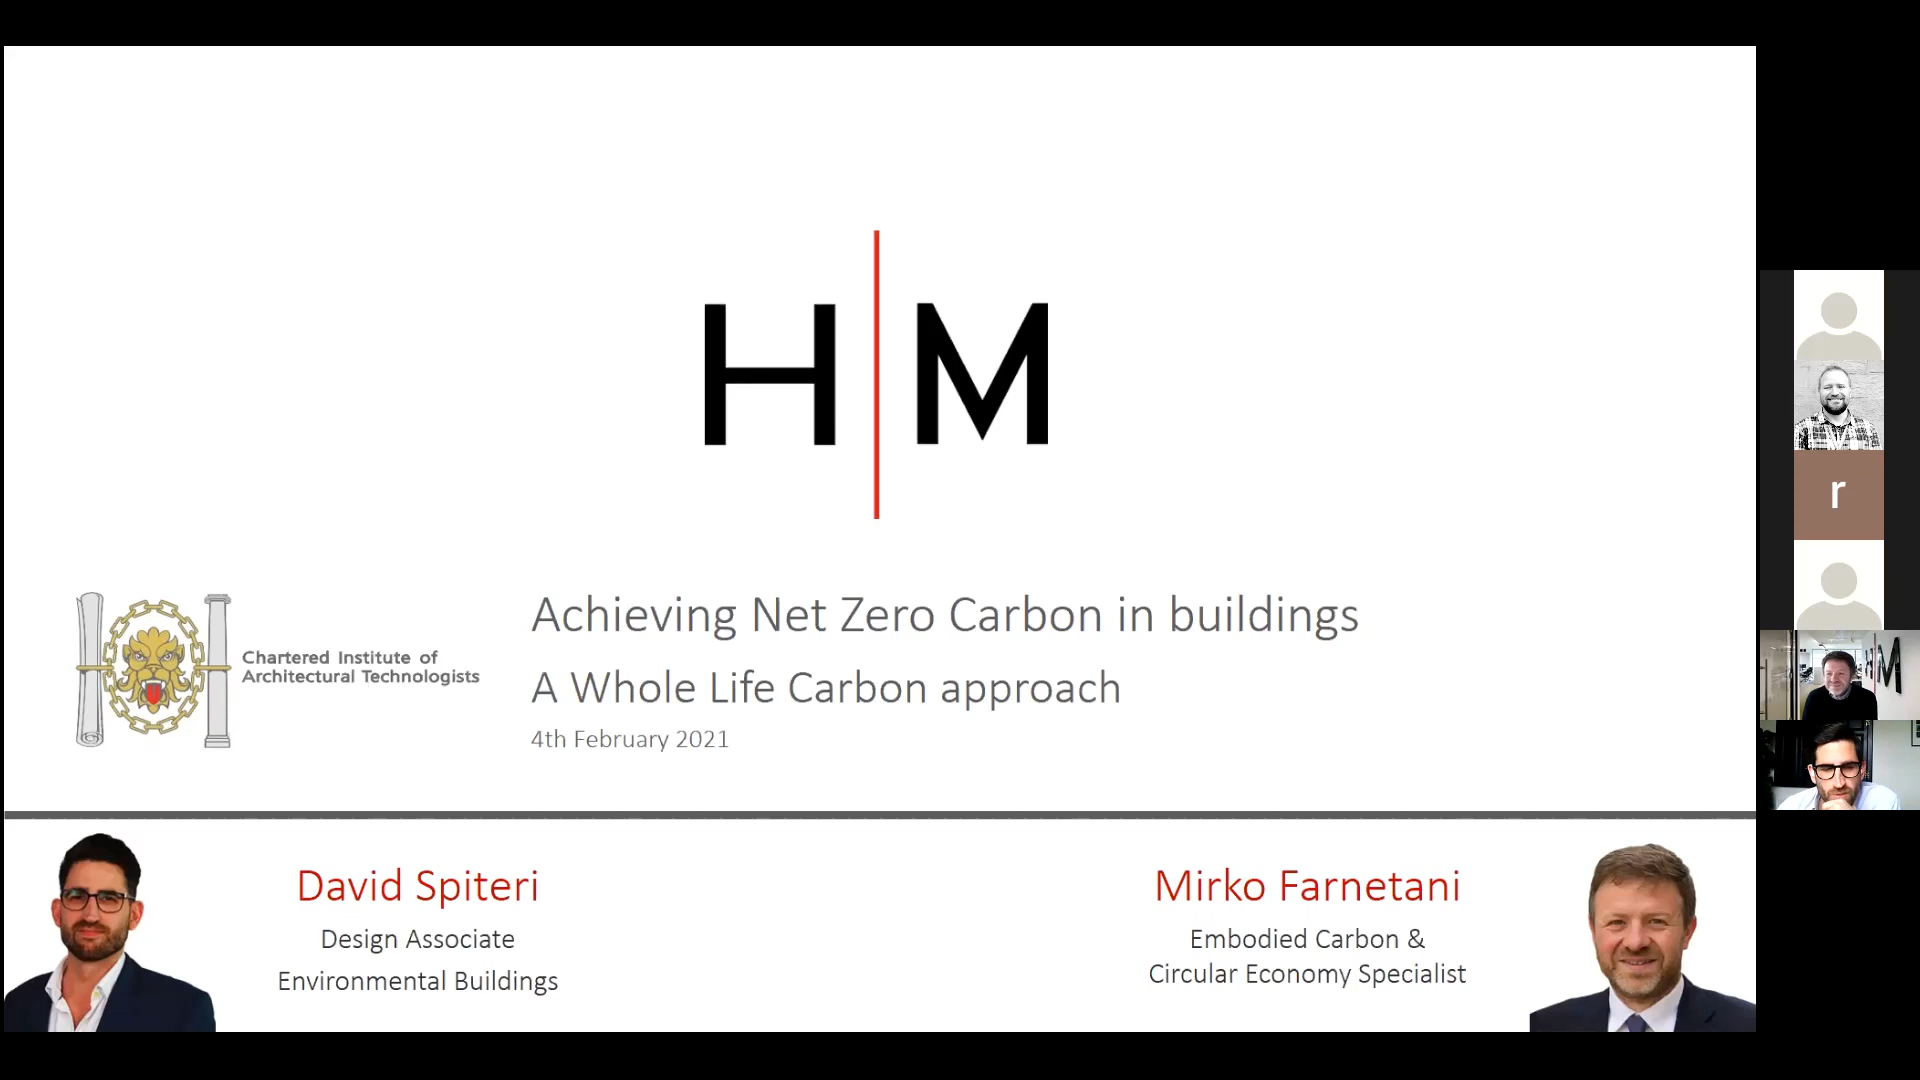 H M
Chartered Institute of
Architectural Technologists
Achieving Net Zero Carbon in buildings
A Whole Life Carbon approach
4th February 2021
David Spiteri
Design Associate
Environmental Buildings
Mirko Farnetani
Embodied Carbon &
Circular Economy Specialist
r
M